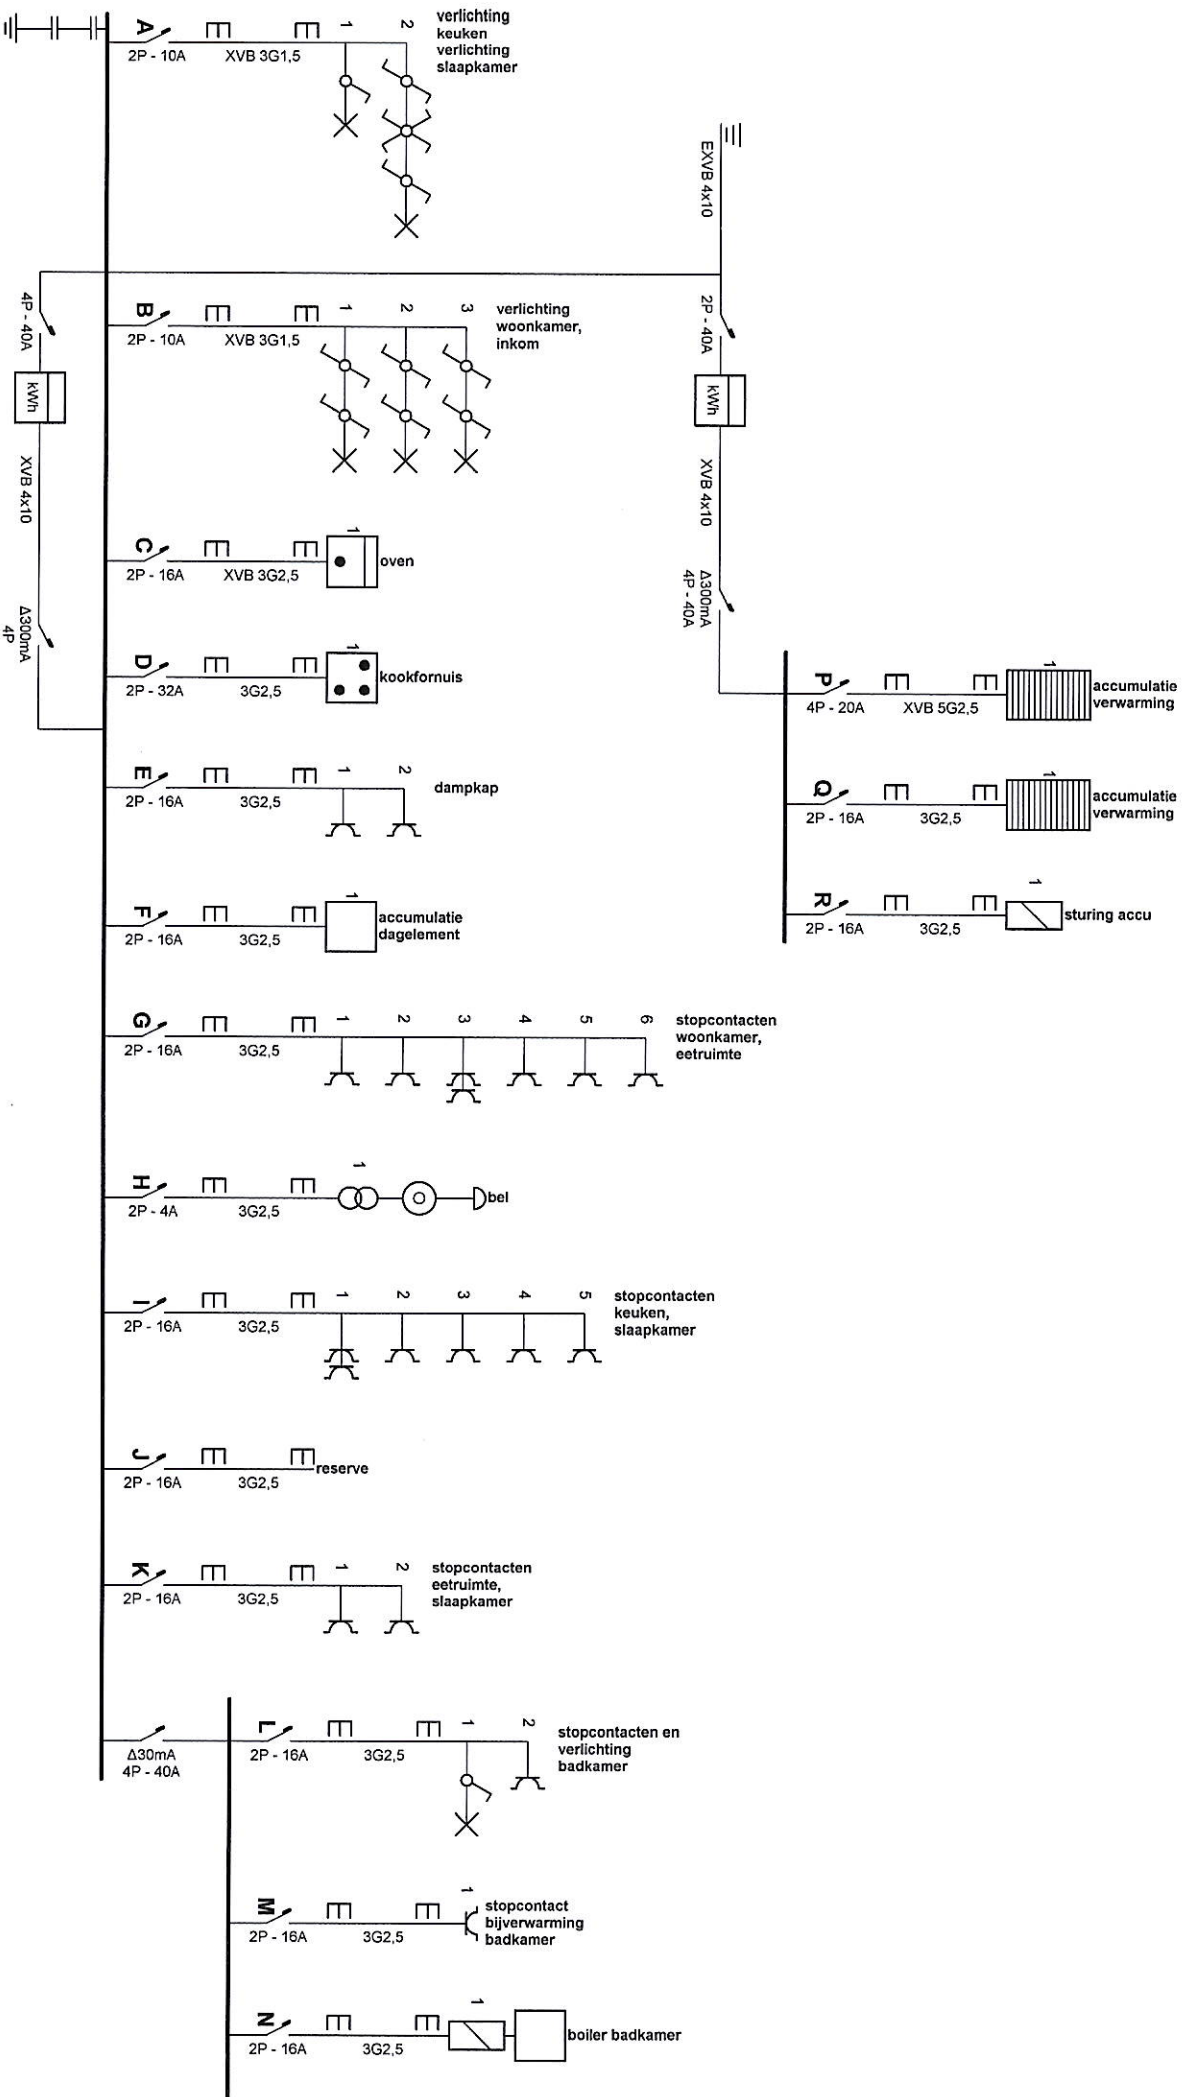 A
2P - 10A
XVB 3G1,5
1
2
verlichting
keuken
verlichting
slaapkamer
EXVB 4x10
4P - 40A
kWh
XVB 4x10
Δ300mA
4P
2P - 40A
kWh
XVB 4x10
Δ300mA
4P - 40A
B
2P - 10A
XVB 3G1,5
1
2
3
verlichting
woonkamer,
inkom
C
2P - 16A
XVB 3G2,5
1
oven
D
2P - 32A
3G2,5
1
kookfornuis
P
4P - 20A
XVB 5G2,5
1
accumulatie
verwarming
E
2P - 16A
3G2,5
1
2
dampkap
Q
2P - 16A
3G2,5
1
accumulatie
verwarming
F
2P - 16A
3G2,5
1
accumulatie
dagelement
R
2P - 16A
3G2,5
1
sturing accu
G
2P - 16A
3G2,5
1
2
3
4
5
6
stopcontacten
woonkamer,
eetruimte
H
2P - 4A
3G2,5
1
bel
I
2P - 16A
3G2,5
1
2
3
4
5
stopcontacten
keuken,
slaapkamer
J
2P - 16A
3G2,5
reserve
K
2P - 16A
3G2,5
1
2
stopcontacten
eetruimte,
slaapkamer
Δ30mA
4P - 40A
L
2P - 16A
3G2,5
1
2
stopcontacten en
verlichting
badkamer
M
2P - 16A
3G2,5
1
stopcontact
bijverwarming
badkamer
N
2P - 16A
3G2,5
1
boiler badkamer